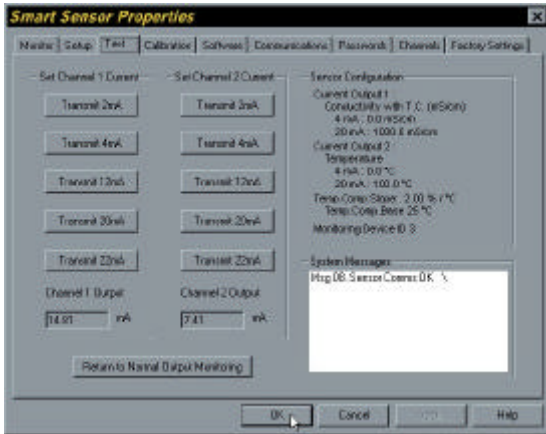 Smart Sensor Properties
Monitor Setup Test Calibration Software Communications Passwords Channels Factory Settings
Set Channel 1 Current
Transmit 2mA
Transmit 4mA
Transmit 12mA
Transmit 20mA
Transmit 22mA
Channel 1 Output
14.91 mA
Set Channel 2 Current
Transmit 2mA
Transmit 4mA
Transmit 12mA
Transmit 20mA
Transmit 22mA
Channel 2 Output
7.41 mA
Return to Normal Output Monitoring
Sensor Configuration
Current Output 1
Conductivity with T.C. (mS/cm)
4 mA : 0.0 mS/cm
20 mA : 1000.0 mS/cm
Current Output 2
Temperature
4 mA : 0.0 °C
20 mA : 100.0 °C
Temp Comp Slope : 2.00 % / °C
Temp Comp Base 25 °C
Monitoring Device ID 3
System Messages
Msg 08: Sensor Comms OK \
OK Cancel Apply Help